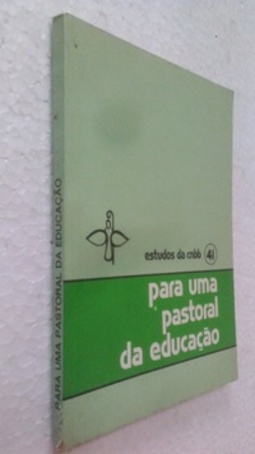 PARA UMA PASTORAL DA EDUCAÇÃO
estudos da cnbb 41
para uma
pastoral
da educação